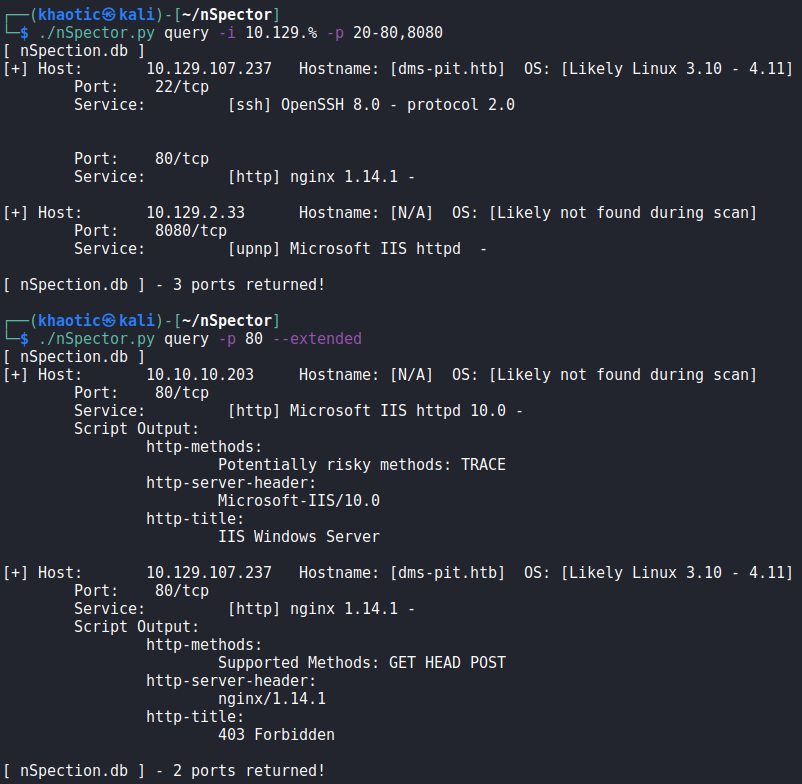 ┌──(khaotic㉿kali)-[~/nSpector]
└─$ ./nSpector.py query -i 10.129.% -p 20-80,8080
[ nSpection.db ]
[+] Host:       10.129.107.237   Hostname: [dms-pit.htb]  OS: [Likely Linux 3.10 - 4.11]
        Port:    22/tcp
        Service:         [ssh] OpenSSH 8.0 - protocol 2.0
        Port:    80/tcp
        Service:         [http] nginx 1.14.1 -
[+] Host:       10.129.2.33      Hostname: [N/A]  OS: [Likely not found during scan]
        Port:    8080/tcp
        Service:         [upnp] Microsoft IIS httpd  -
[ nSpection.db ] - 3 ports returned!
┌──(khaotic㉿kali)-[~/nSpector]
└─$ ./nSpector.py query -p 80 --extended
[ nSpection.db ]
[+] Host:       10.10.10.203     Hostname: [N/A]  OS: [Likely not found during scan]
        Port:    80/tcp
        Service:         [http] Microsoft IIS httpd 10.0 -
        Script Output:
                http-methods:
                        Potentially risky methods: TRACE
                http-server-header:
                        Microsoft-IIS/10.0
                http-title:
                        IIS Windows Server
[+] Host:       10.129.107.237   Hostname: [dms-pit.htb]  OS: [Likely Linux 3.10 - 4.11]
        Port:    80/tcp
        Service:         [http] nginx 1.14.1 -
        Script Output:
                http-methods:
                        Supported Methods: GET HEAD POST
                http-server-header:
                        nginx/1.14.1
                http-title:
                        403 Forbidden
[ nSpection.db ] - 2 ports returned!